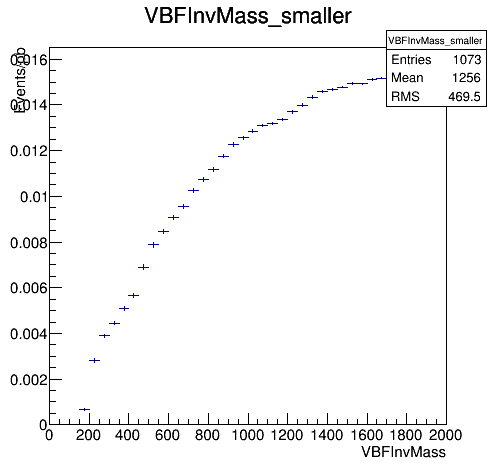 VBFInvMass_smaller
VBFInvMass_smaller
Entries 1073
Mean 1256
RMS 469.5
Events/pb
0.016
0.014
0.012
0.01
0.008
0.006
0.004
0.002
0
0 200 400 600 800 1000 1200 1400 1600 1800 2000
VBFInvMass